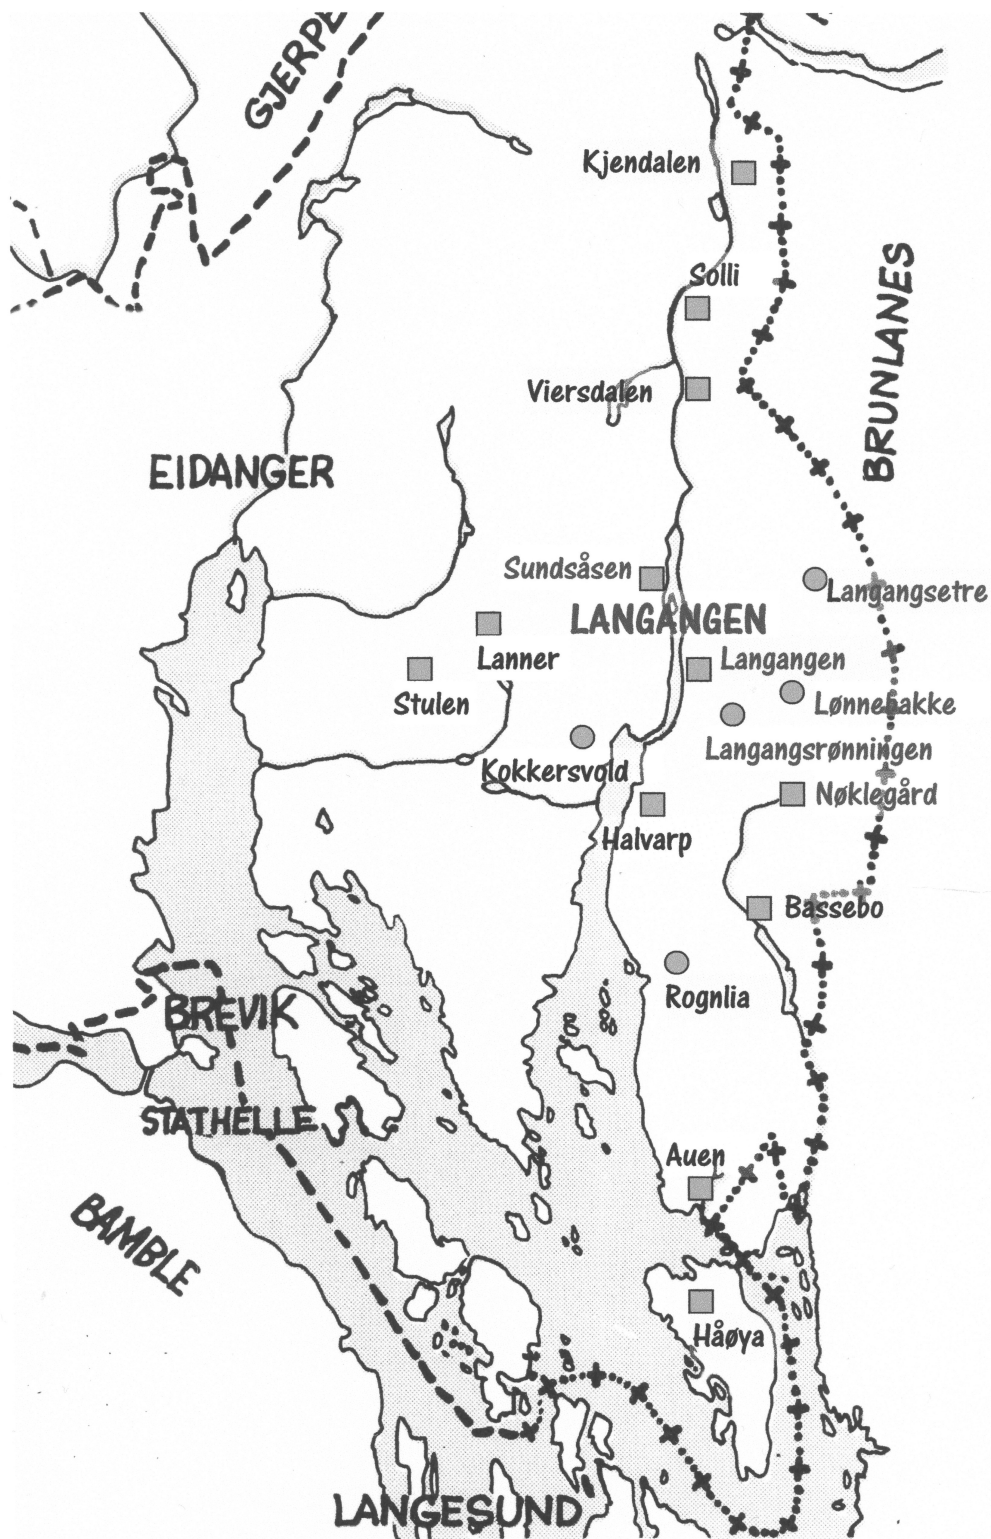 GJERPE
Kjendalen
Solli
BRUNLANES
Viersdalen
EIDANGER
Sundsåsen
Langangsetre
LANGANGEN
Lanner
Langangen
Stulen
Lønnebakke
Langangsrønningen
Kokkersvold
Nøklegård
Halvarp
Bassebo
Rognlia
BREVIK
STATHELLE
Auen
BAMBLE
Håøya
LANGESUND